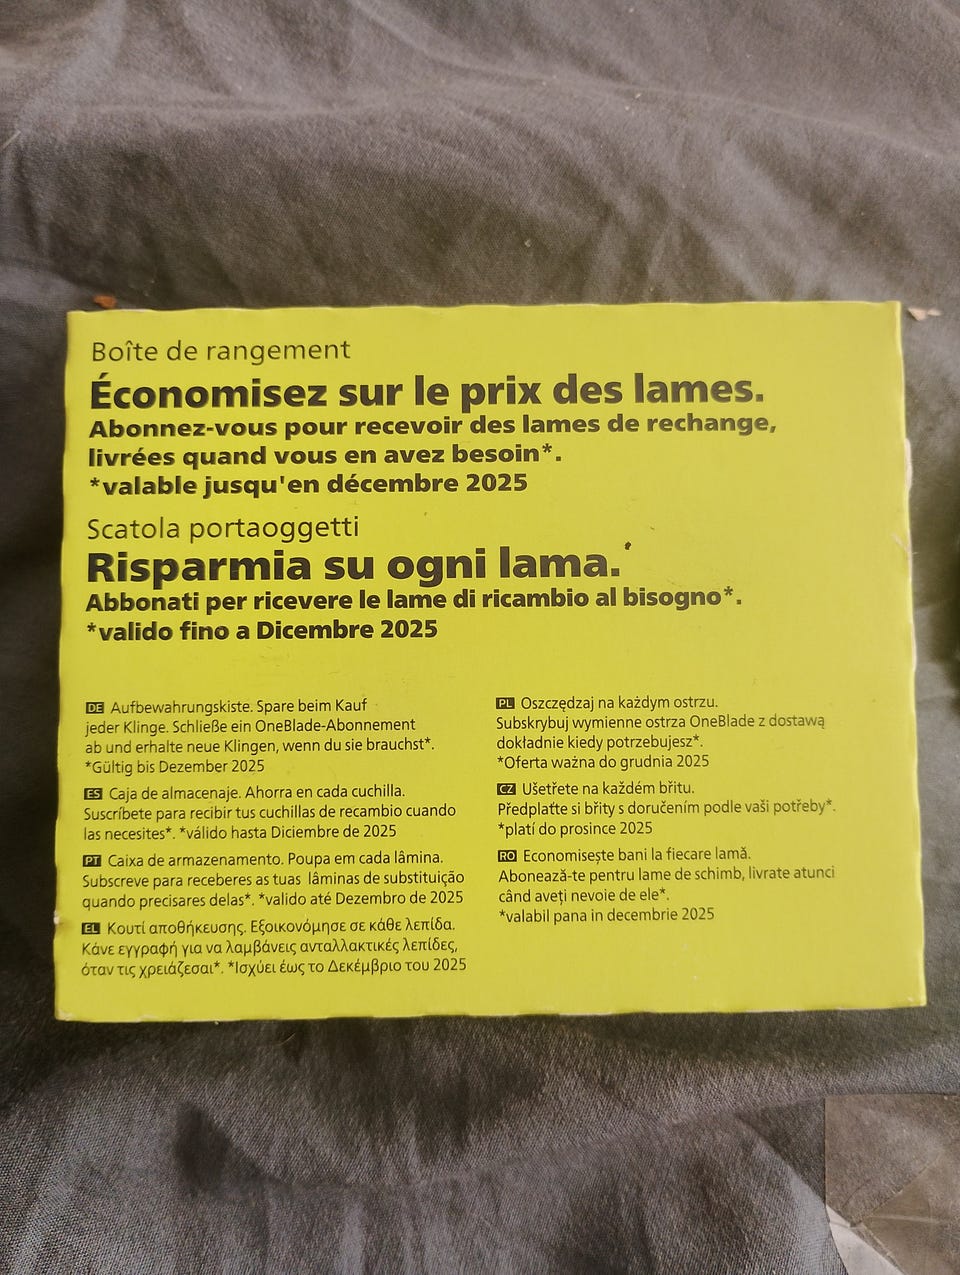 Boîte de rangement
Économisez sur le prix des lames.
Abonnez-vous pour recevoir des lames de rechange,
livrées quand vous en avez besoin*.
*valable jusqu'en décembre 2025
Scatola portaoggetti
Risparmia su ogni lama.
Abbonati per ricevere le lame di ricambio al bisogno*.
*valido fino a Dicembre 2025
DE Aufbewahrungskiste. Spare beim Kauf
jeder Klinge. Schließe ein OneBlade-Abonnement
ab und erhalte neue Klingen, wenn du sie brauchst*.
*Gültig bis Dezember 2025
ES Caja de almacenaje. Ahorra en cada cuchilla.
Suscríbete para recibir tus cuchillas de recambio cuando
las necesites*. *válido hasta Diciembre de 2025
PT Caixa de armazenamento. Poupa em cada lâmina.
Subscreve para receberes as tuas lâminas de substituição
quando precisares delas*. *valido até Dezembro de 2025
EL Κουτί αποθήκευσης. Εξοικονόμησε σε κάθε λεπίδα.
Κάνε εγγραφή για να λαμβάνεις ανταλλακτικές λεπίδες,
όταν τις χρειάζεσαι*. *Ισχύει έως το Δεκέμβριο του 2025
PL Oszczędzaj na każdym ostrzu.
Subskrybuj wymienne ostrza OneBlade z dostawą
dokładnie kiedy potrzebujesz*.
*Oferta ważna do grudnia 2025
CZ Ušetřete na každém břitu.
Předplaťte si břity s doručením podle vaši potřeby*.
*platí do prosince 2025
RO Economisește bani la fiecare lamă.
Abonează-te pentru lame de schimb, livrate atunci
când aveți nevoie de ele*.
*valabil pana in decembrie 2025